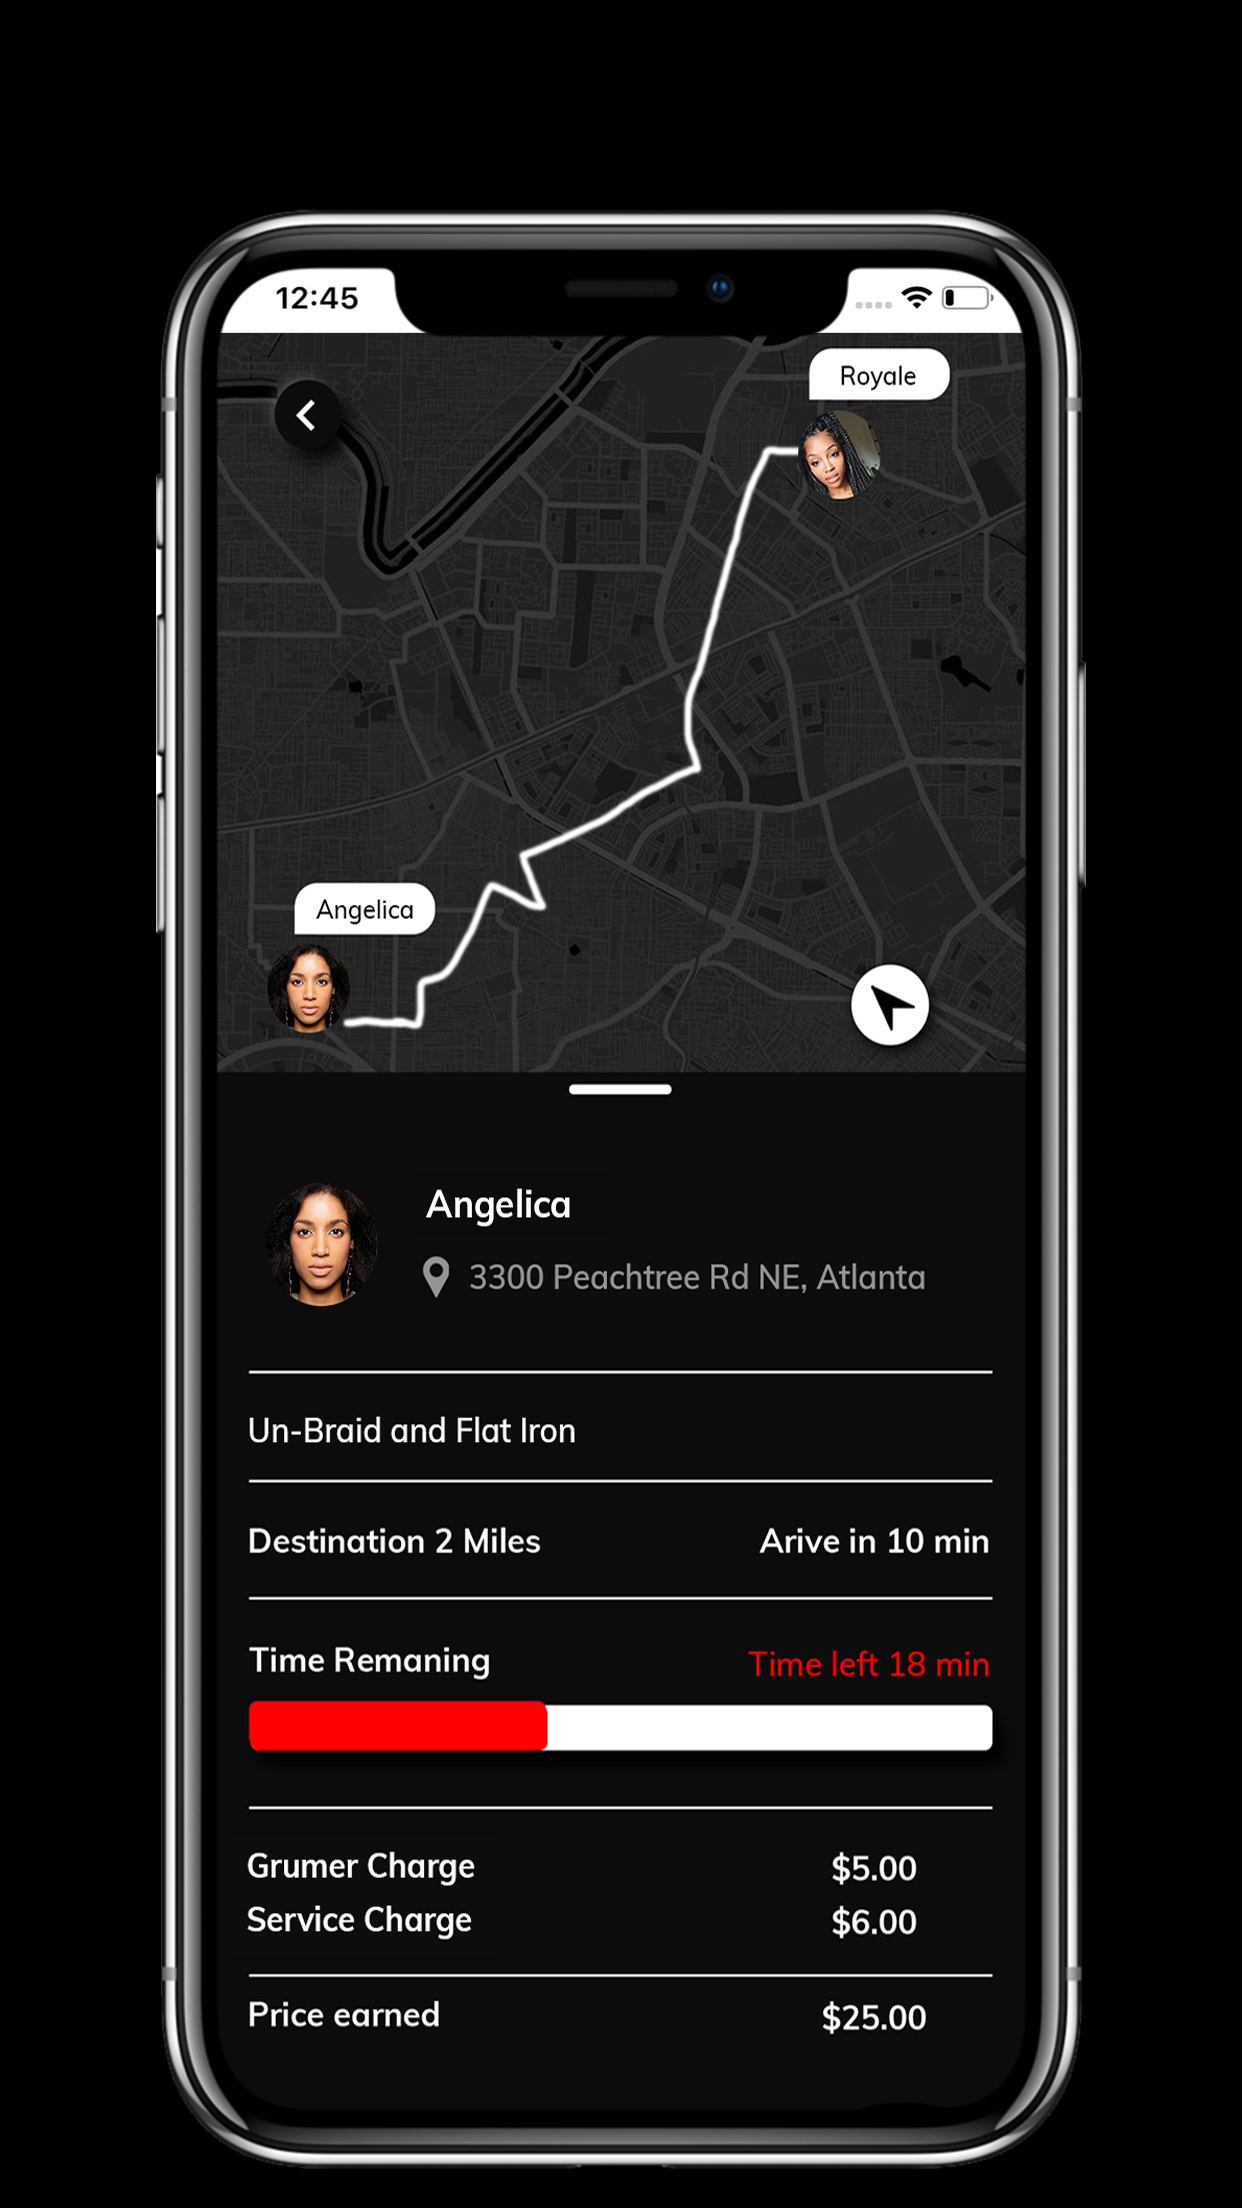 12:45
Royale
Angelica
Angelica
3300 Peachtree Rd NE, Atlanta
Un-Braid and Flat Iron
Destination 2 Miles Arive in 10 min
Time Remaning Time left 18 min
Grumer Charge $5.00
Service Charge $6.00
Price earned $25.00